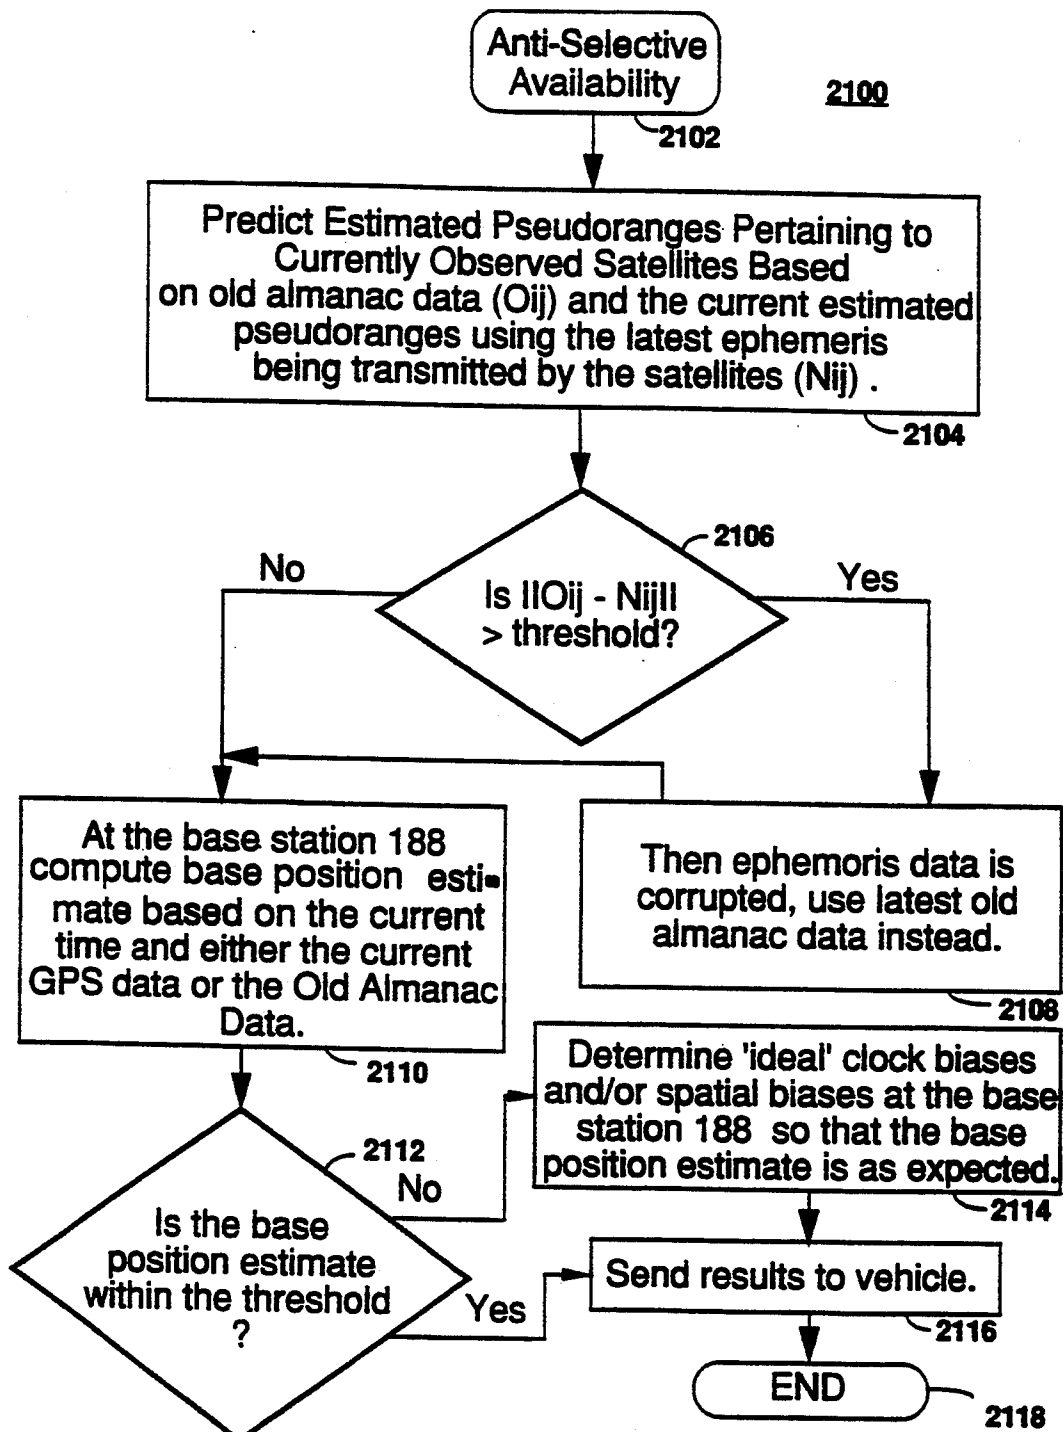 Anti-Selective
Availability
2100
2102
Predict Estimated Pseudoranges Pertaining to
Currently Observed Satellites Based
on old almanac data (Oij) and the current estimated
pseudoranges using the latest ephemeris
being transmitted by the satellites (Nij) .
2104
2106
No
Yes
Is llOij - Nijll
> threshold?
At the base station 188
compute base position esti-
mate based on the current
time and either the current
GPS data or the Old Almanac
Data.
2110
Then ephemoris data is
corrupted, use latest old
almanac data instead.
2108
Determine 'ideal' clock biases
and/or spatial biases at the base
station 188 so that the base
position estimate is as expected.
2114
2112
No
Is the base
position estimate
within the threshold
?
Yes
Send results to vehicle.
2116
END
2118